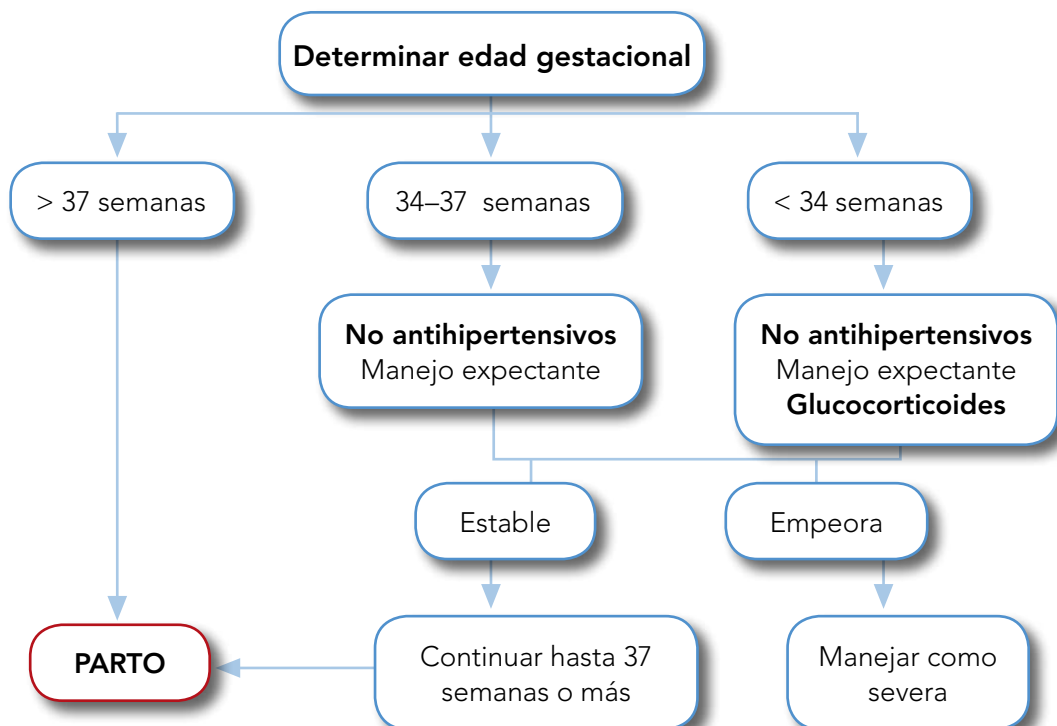 Determinar edad gestacional
> 37 semanas
34–37 semanas
< 34 semanas
No antihipertensivos
Manejo expectante
No antihipertensivos
Manejo expectante
Glucocorticoides
Estable
Empeora
PARTO
Continuar hasta 37
semanas o más
Manejar como
severa